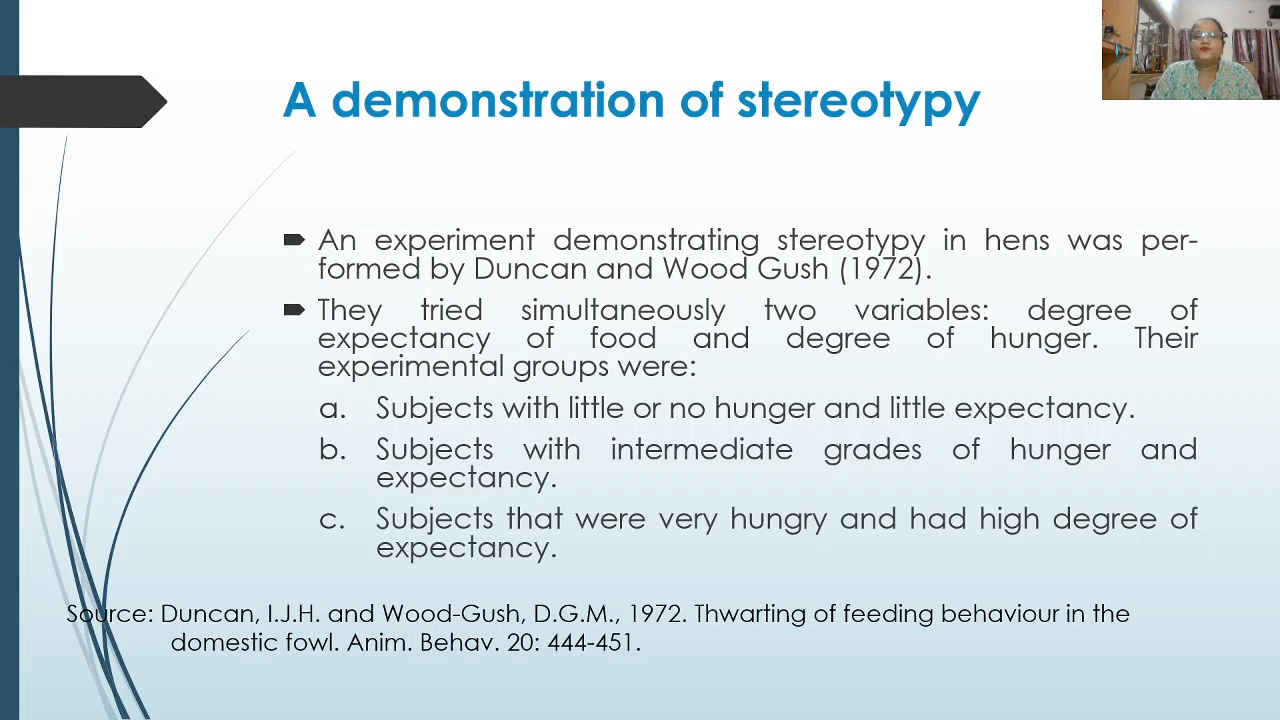 A demonstration of stereotypy
An experiment demonstrating stereotypy in hens was per-
formed by Duncan and Wood Gush (1972).
They tried simultaneously two variables: degree of
expectancy of food and degree of hunger. Their
experimental groups were:
a. Subjects with little or no hunger and little expectancy.
b. Subjects with intermediate grades of hunger and
expectancy.
c. Subjects that were very hungry and had high degree of
expectancy.
Source: Duncan, I.J.H. and Wood-Gush, D.G.M., 1972. Thwarting of feeding behaviour in the
domestic fowl. Anim. Behav. 20: 444-451.